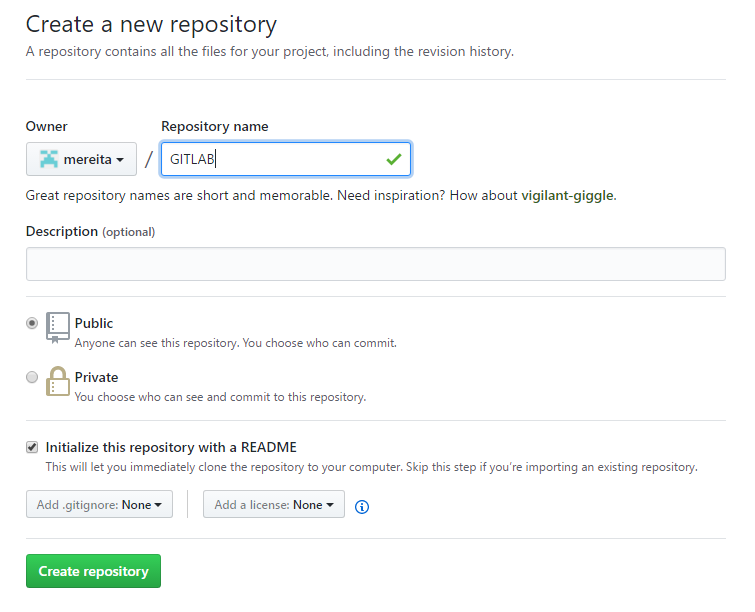 Create a new repository
A repository contains all the files for your project, including the revision history.
Owner Repository name
mereita / GITLAB
Great repository names are short and memorable. Need inspiration? How about vigilant-giggle.
Description (optional)
Public
Anyone can see this repository. You choose who can commit.
Private
You choose who can see and commit to this repository.
Initialize this repository with a README
This will let you immediately clone the repository to your computer. Skip this step if you're importing an existing repository.
Add .gitignore: None Add a license: None
Create repository